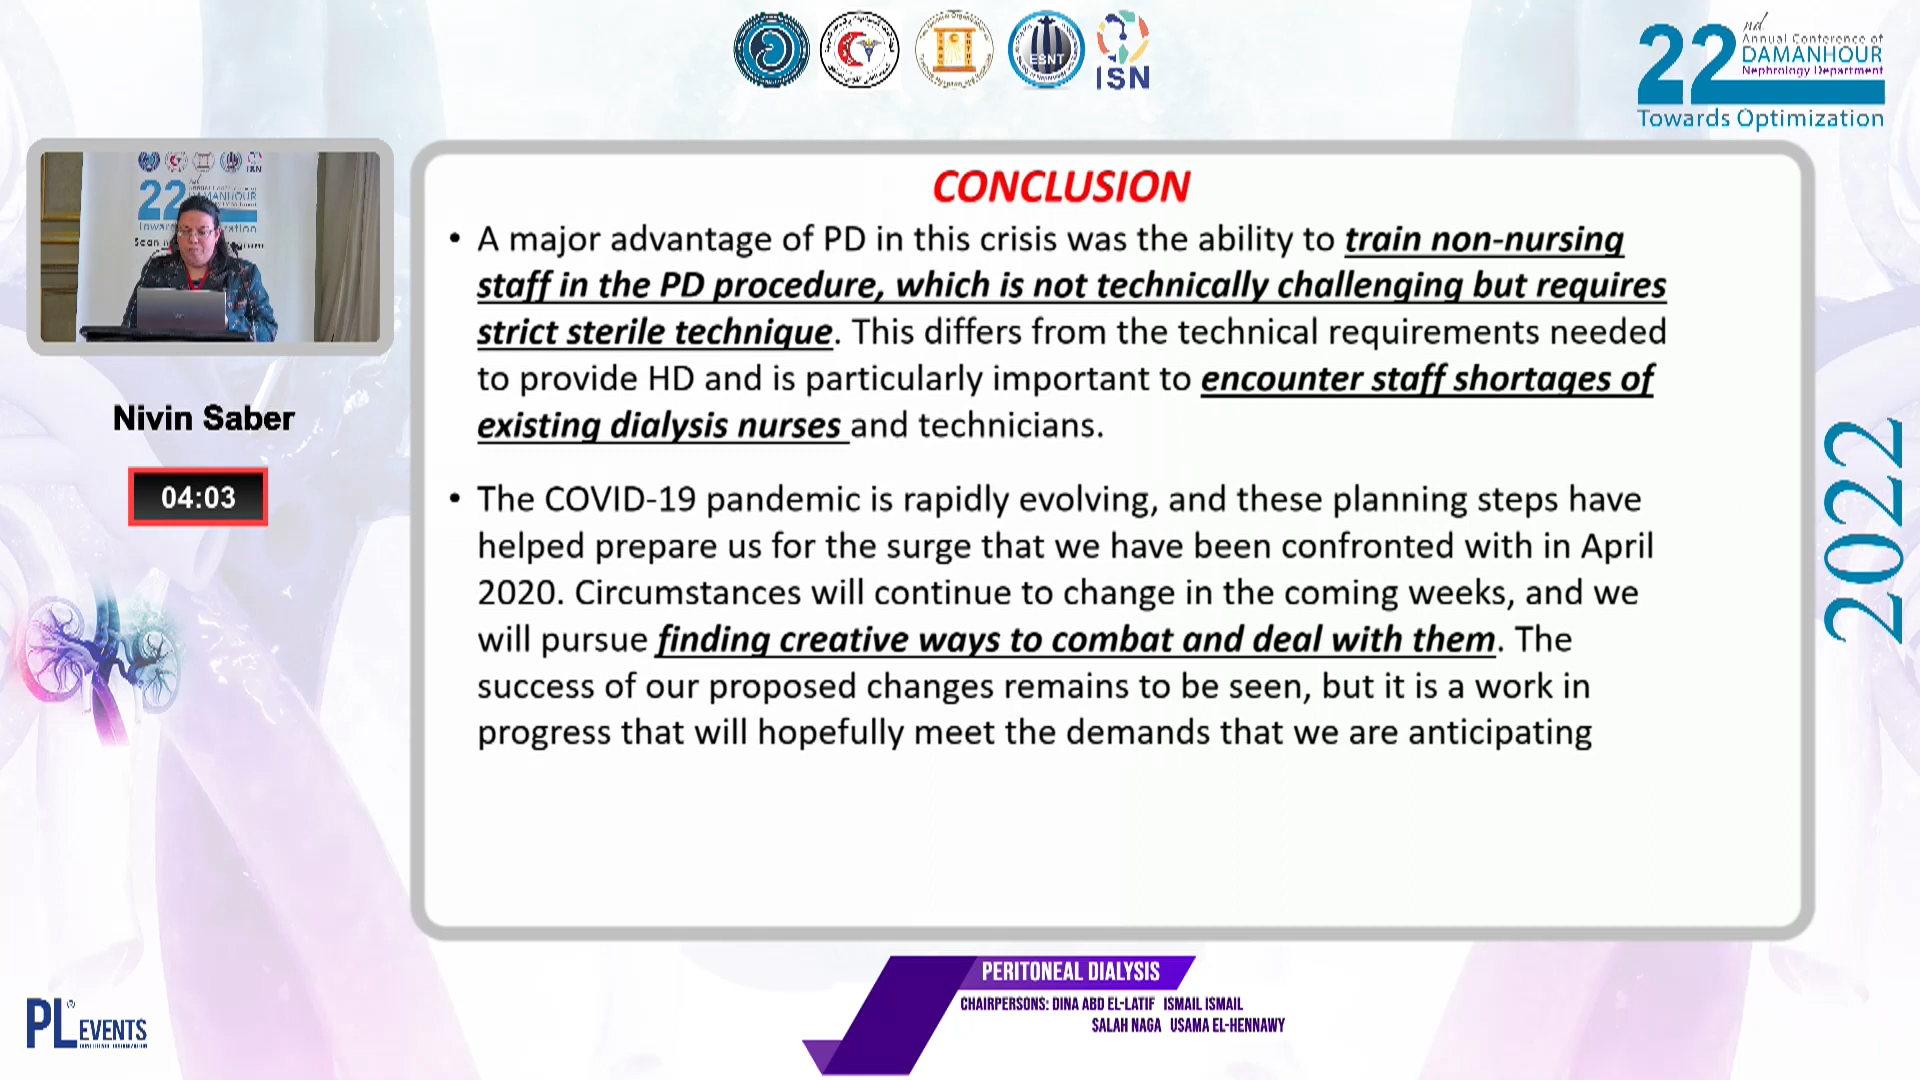 ESNT
ISN
22nd
Annual Conference of
DAMANHOUR
Nephrology Department
Towards Optimization
Nivin Saber
04:03
CONCLUSION
• A major advantage of PD in this crisis was the ability to train non-nursing
staff in the PD procedure, which is not technically challenging but requires
strict sterile technique. This differs from the technical requirements needed
to provide HD and is particularly important to encounter staff shortages of
existing dialysis nurses and technicians.
• The COVID-19 pandemic is rapidly evolving, and these planning steps have
helped prepare us for the surge that we have been confronted with in April
2020. Circumstances will continue to change in the coming weeks, and we
will pursue finding creative ways to combat and deal with them. The
success of our proposed changes remains to be seen, but it is a work in
progress that will hopefully meet the demands that we are anticipating
2022
PERITONEAL DIALYSIS
CHAIRPERSONS: DINA ABD EL-LATIF ISMAIL ISMAIL
SALAH NAGA USAMA EL-HENNAWY
PL® EVENTS